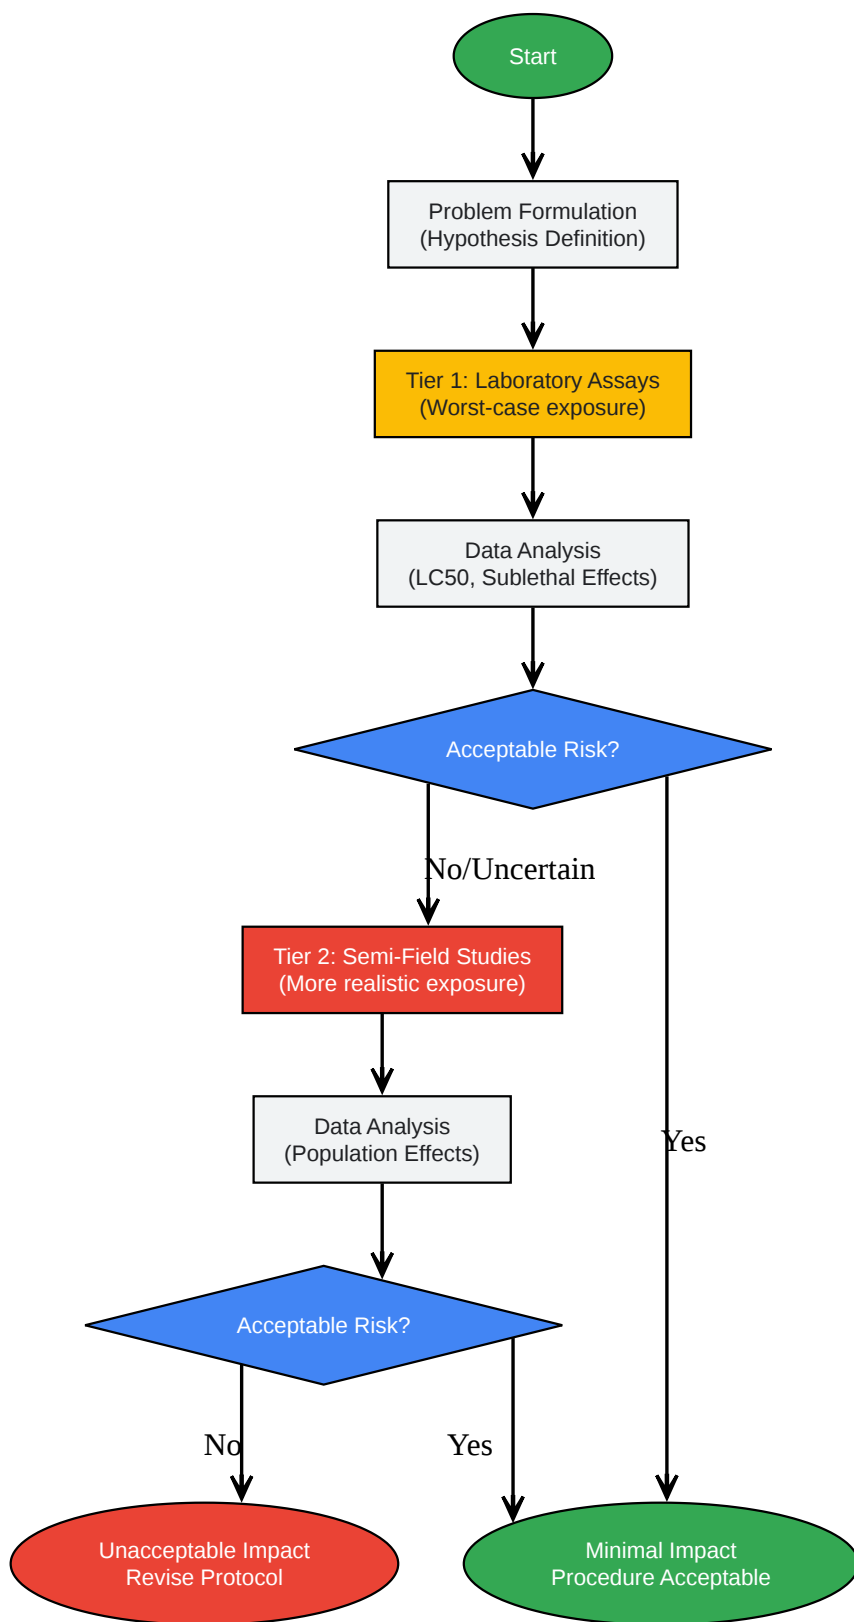 Start
Problem Formulation
(Hypothesis Definition)
Tier 1: Laboratory Assays
(Worst-case exposure)
Data Analysis
(LC50, Sublethal Effects)
Acceptable Risk?
No/Uncertain
Tier 2: Semi-Field Studies
(More realistic exposure)
Data Analysis
(Population Effects)
Yes
Acceptable Risk?
No
Yes
Unacceptable Impact
Revise Protocol
Minimal Impact
Procedure Acceptable